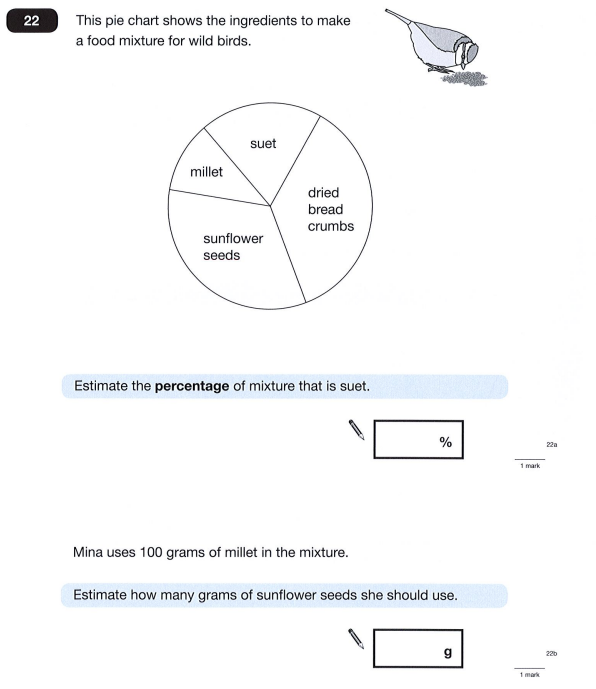 22
This pie chart shows the ingredients to make
a food mixture for wild birds.
suet
millet
dried
bread
crumbs
sunflower
seeds
Estimate the percentage of mixture that is suet.
%
22a
1 mark
Mina uses 100 grams of millet in the mixture.
Estimate how many grams of sunflower seeds she should use.
g
22b
1 mark